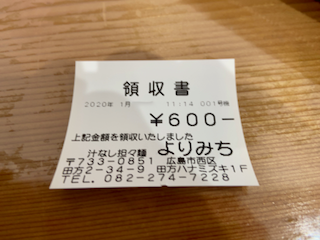 領収書
2020年 1月 11:14 001号機
¥600-
上記金額を領収いたしました
汁なし担々麺 よりみち
〒733-0851 広島市西区
田方2-34-9 田方ハナミズキ1F
TEL. 082-274-7228